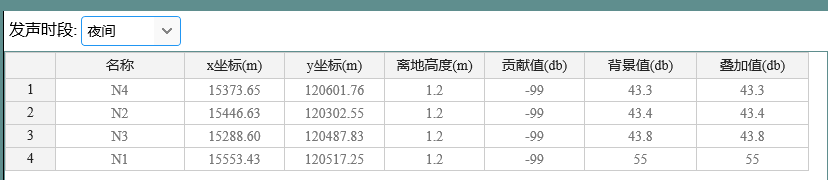 发声时段: 夜间
名称 x坐标(m) y坐标(m) 离地高度(m) 贡献值(db) 背景值(db) 叠加值(db)
1 N4 15373.65 120601.76 1.2 -99 43.3 43.3
2 N2 15446.63 120302.55 1.2 -99 43.4 43.4
3 N3 15288.60 120487.83 1.2 -99 43.8 43.8
4 N1 15553.43 120517.25 1.2 -99 55 55